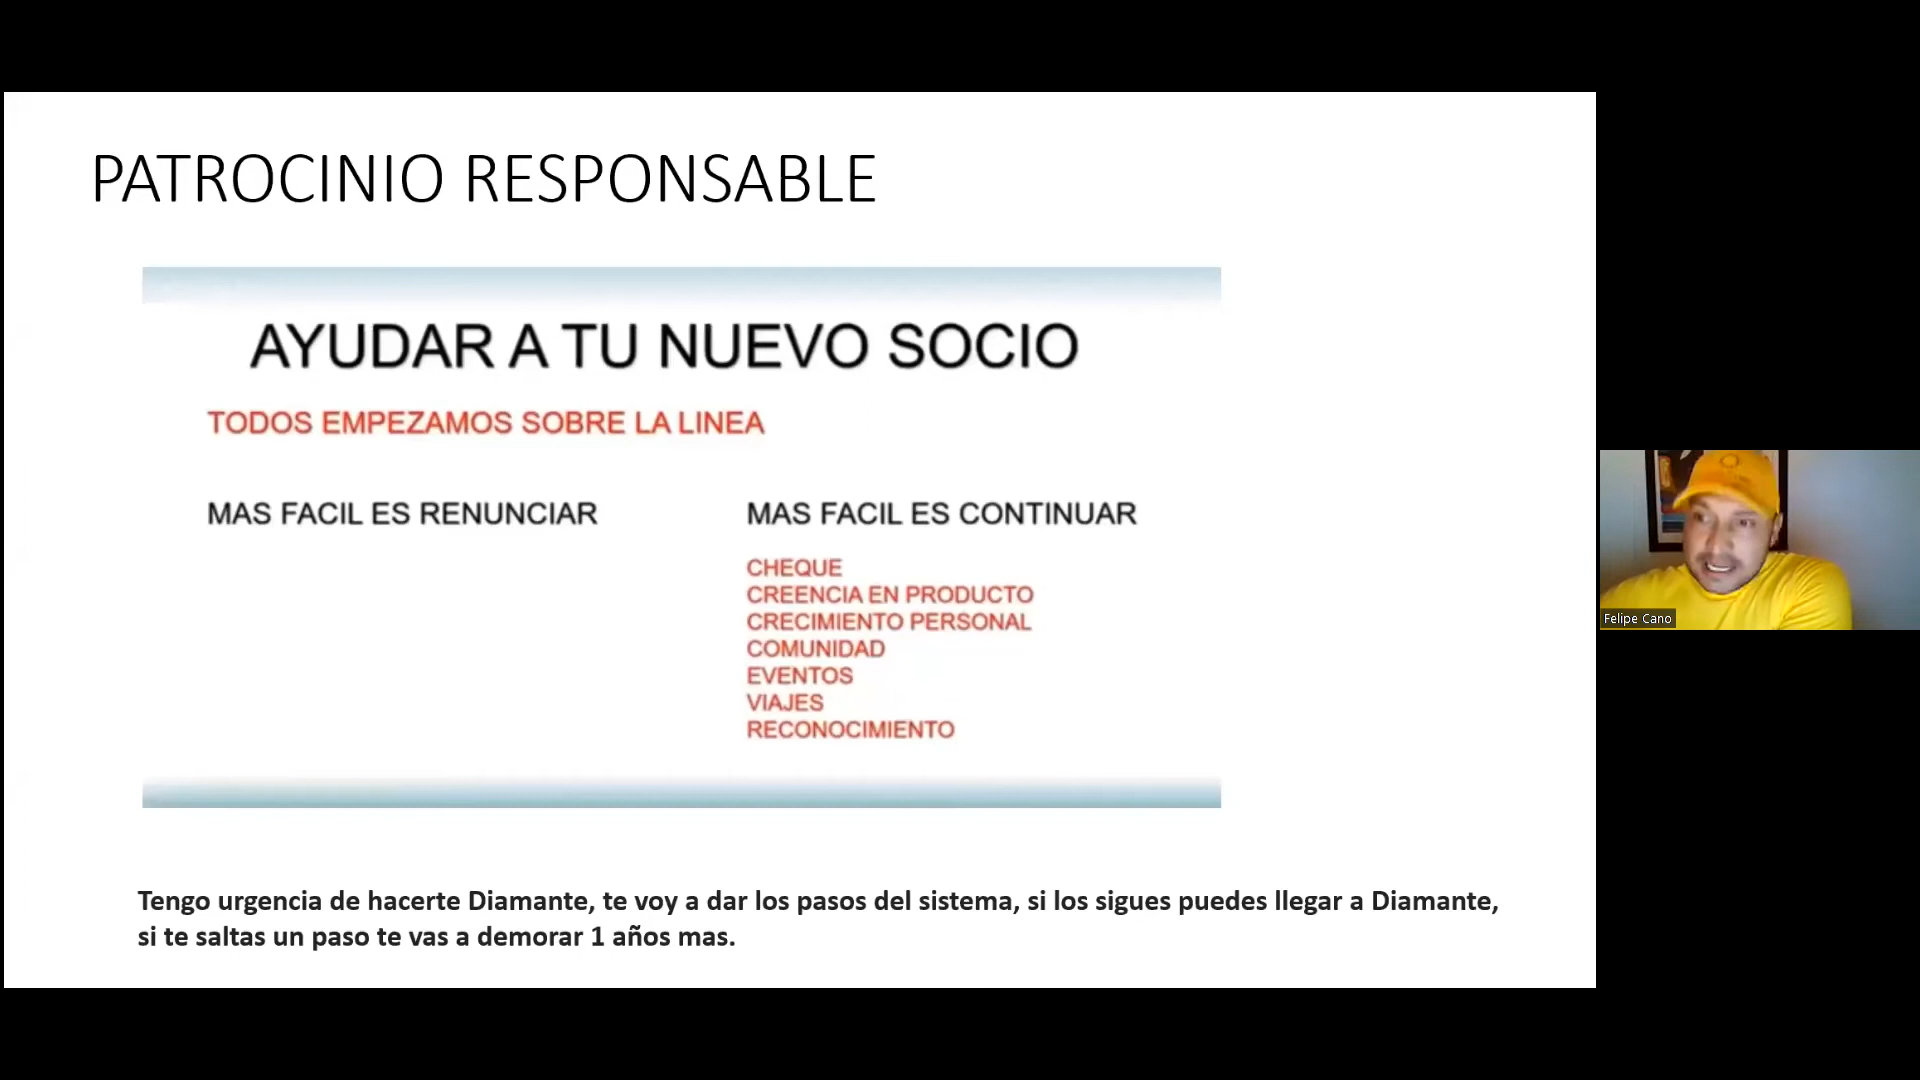 PATROCINIO RESPONSABLE
AYUDAR A TU NUEVO SOCIO
TODOS EMPEZAMOS SOBRE LA LINEA
MAS FACIL ES RENUNCIAR
MAS FACIL ES CONTINUAR
CHEQUE
CREENCIA EN PRODUCTO
CRECIMIENTO PERSONAL
COMUNIDAD
EVENTOS
VIAJES
RECONOCIMIENTO
Tengo urgencia de hacerte Diamante, te voy a dar los pasos del sistema, si los sigues puedes llegar a Diamante,
si te saltas un paso te vas a demorar 1 años mas.
Felipe Cano